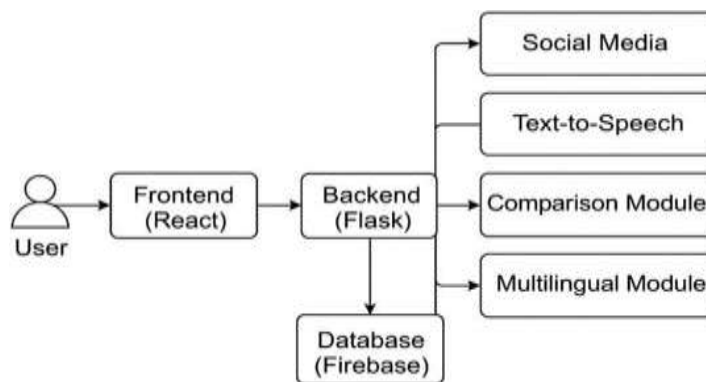 Social Media
Text-to-Speech
User
Frontend
(React)
Backend
(Flask)
Comparison Module
Multilingual Module
Database
(Firebase)